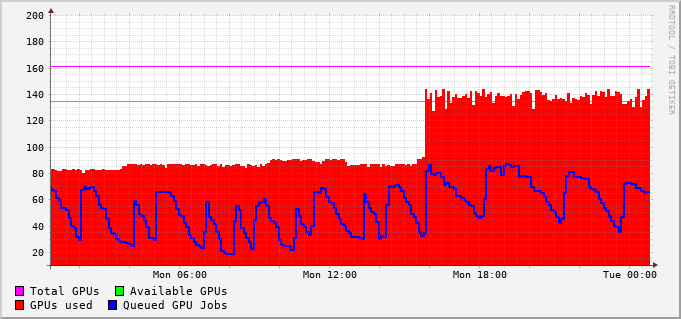 RRDTOOL / TOBI OETIKER
200
180
160
140
120
100
80
60
40
20
Mon 06:00 Mon 12:00 Mon 18:00 Tue 00:00
Total GPUs Available GPUs
GPUs used Queued GPU Jobs